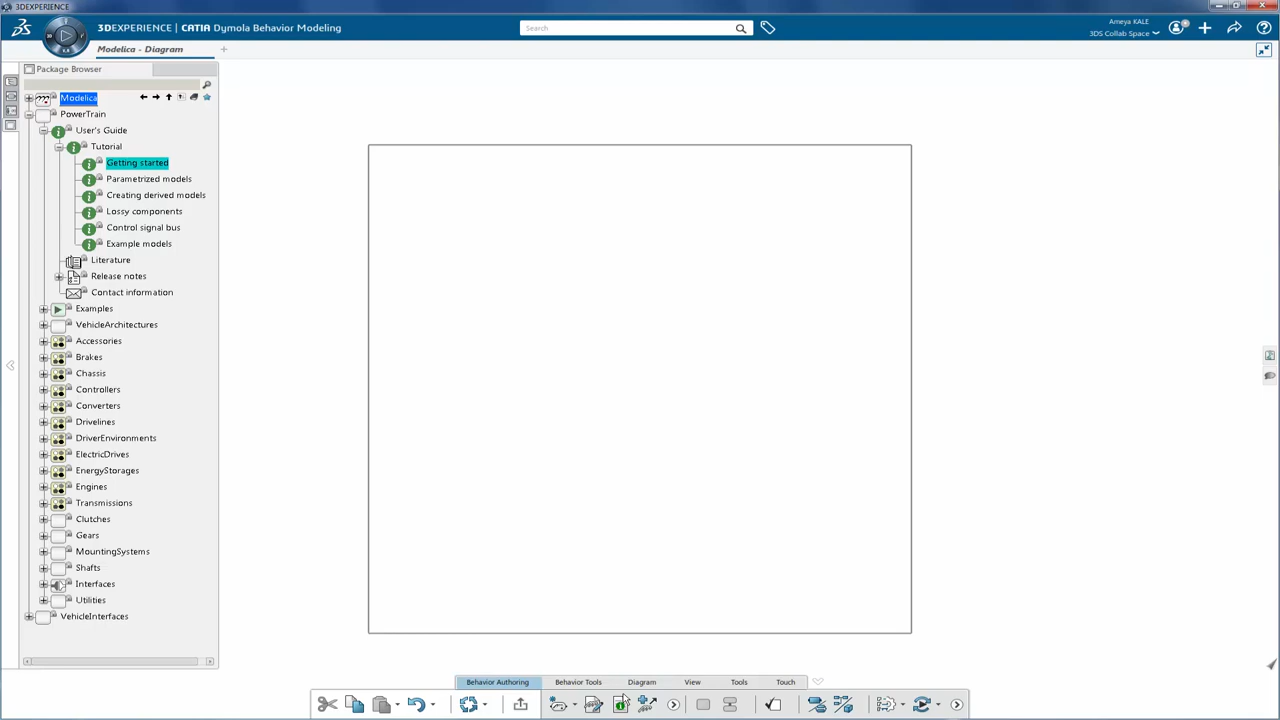 3DEXPERIENCE
3DEXPERIENCE | CATIA Dymola Behavior Modeling
Search
Ameya KALE
3DS Collab Space
Modelica - Diagram
Package Browser
Modelica
PowerTrain
User's Guide
Tutorial
Getting started
Parametrized models
Creating derived models
Lossy components
Control signal bus
Example models
Literature
Release notes
Contact information
Examples
VehicleArchitectures
Accessories
Brakes
Chassis
Controllers
Converters
Drivelines
DriverEnvironments
ElectricDrives
EnergyStorages
Engines
Transmissions
Clutches
Gears
MountingSystems
Shafts
Interfaces
Utilities
VehicleInterfaces
Behavior Authoring
Behavior Tools
Diagram
View
Tools
Touch